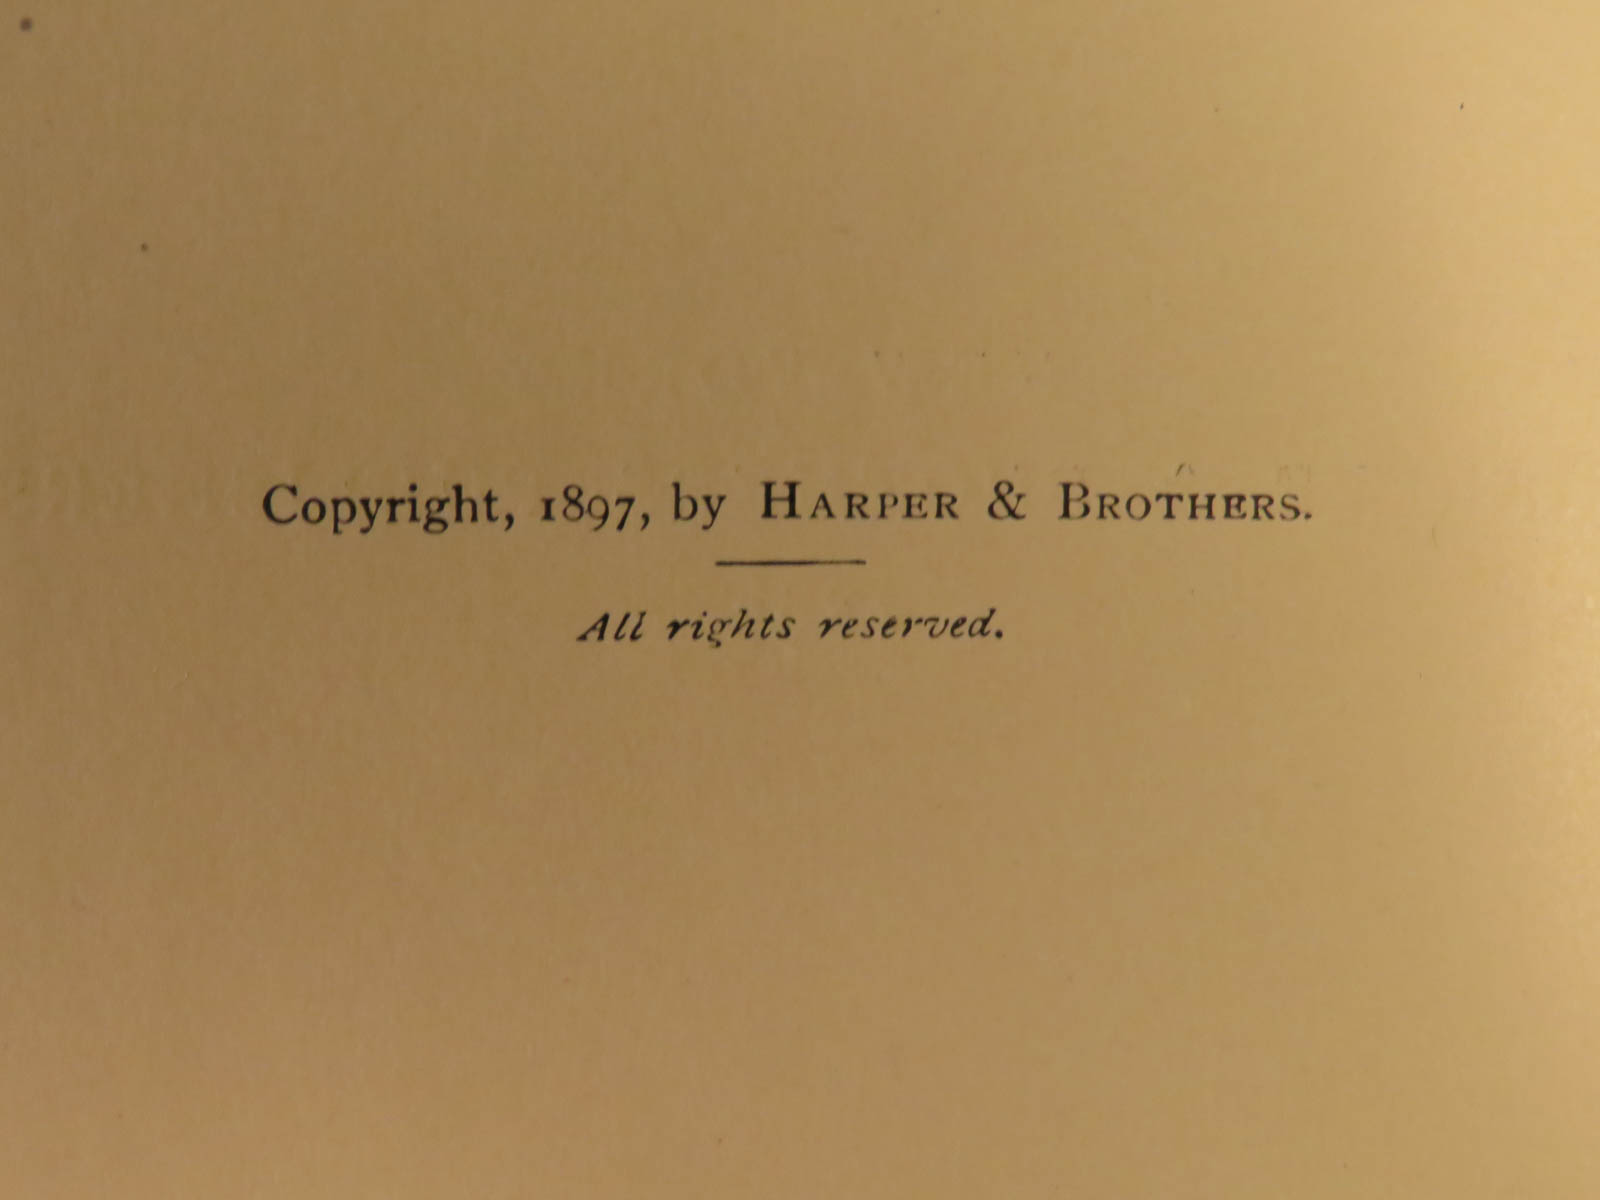 Copyright, 1897, by HARPER & BROTHERS.
All rights reserved.